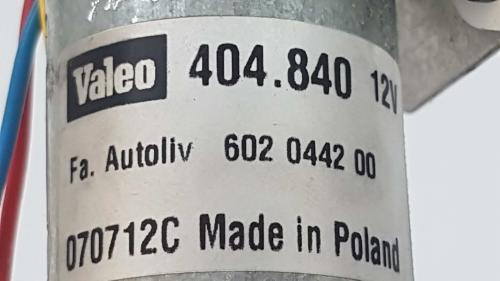 Valeo 404.840 12V
Fa. Autoliv 602 0442 00
070712C Made in Poland